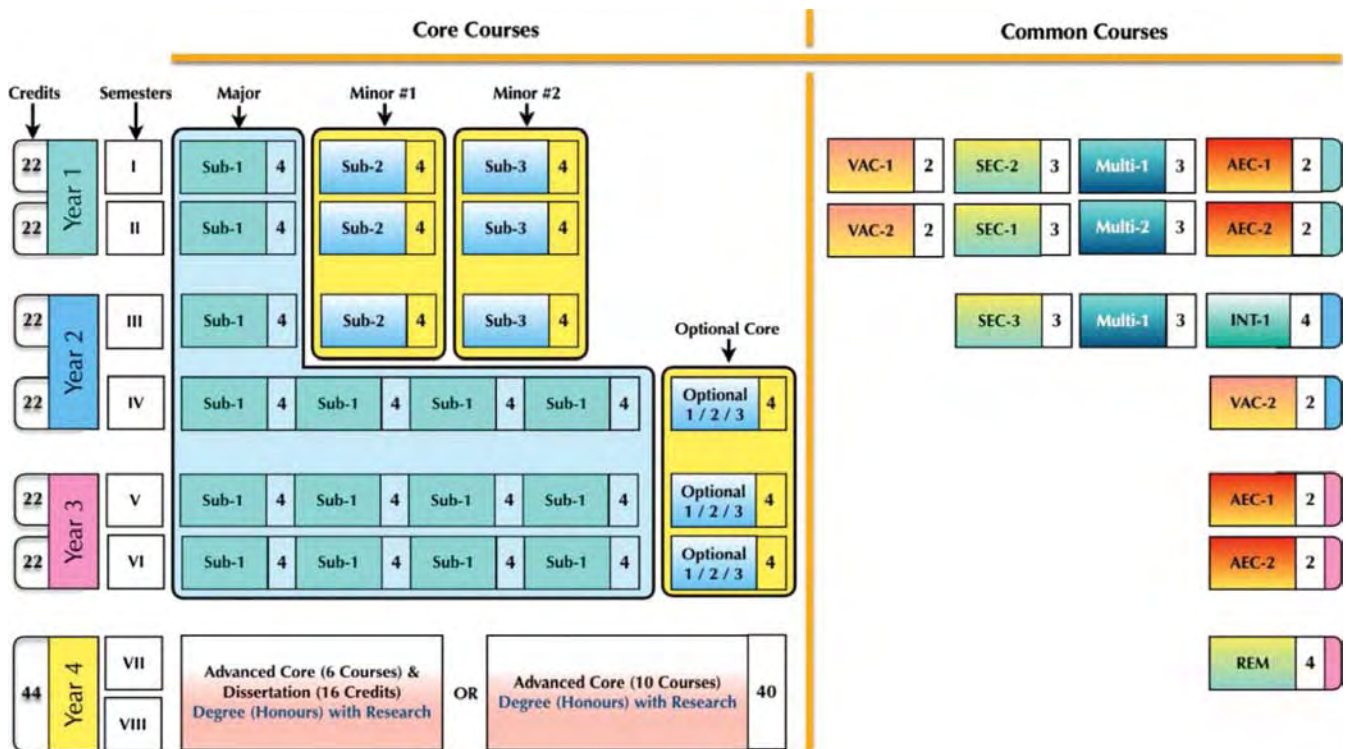 Core Courses
Common Courses
Credits Semesters Major Minor #1 Minor #2
22 Year 1 I Sub-1 4 Sub-2 4 Sub-3 4 VAC-1 2 SEC-2 3 Multi-1 3 AEC-1 2
22 II Sub-1 4 Sub-2 4 Sub-3 4 VAC-2 2 SEC-1 3 Multi-2 3 AEC-2 2
22 Year 2 III Sub-1 4 Sub-2 4 Sub-3 4 SEC-3 3 Multi-1 3 INT-1 4
Optional Core
22 IV Sub-1 4 Sub-1 4 Sub-1 4 Sub-1 4 Optional 4 VAC-2 2
1 / 2 / 3
22 Year 3 V Sub-1 4 Sub-1 4 Sub-1 4 Sub-1 4 Optional 4 AEC-1 2
1 / 2 / 3
22 VI Sub-1 4 Sub-1 4 Sub-1 4 Sub-1 4 Optional 4 AEC-2 2
1 / 2 / 3
44 Year 4 VII
VIII
Advanced Core (6 Courses) &
Dissertation (16 Credits)
Degree (Honours) with Research
OR
Advanced Core (10 Courses)
Degree (Honours) with Research
40
REM 4